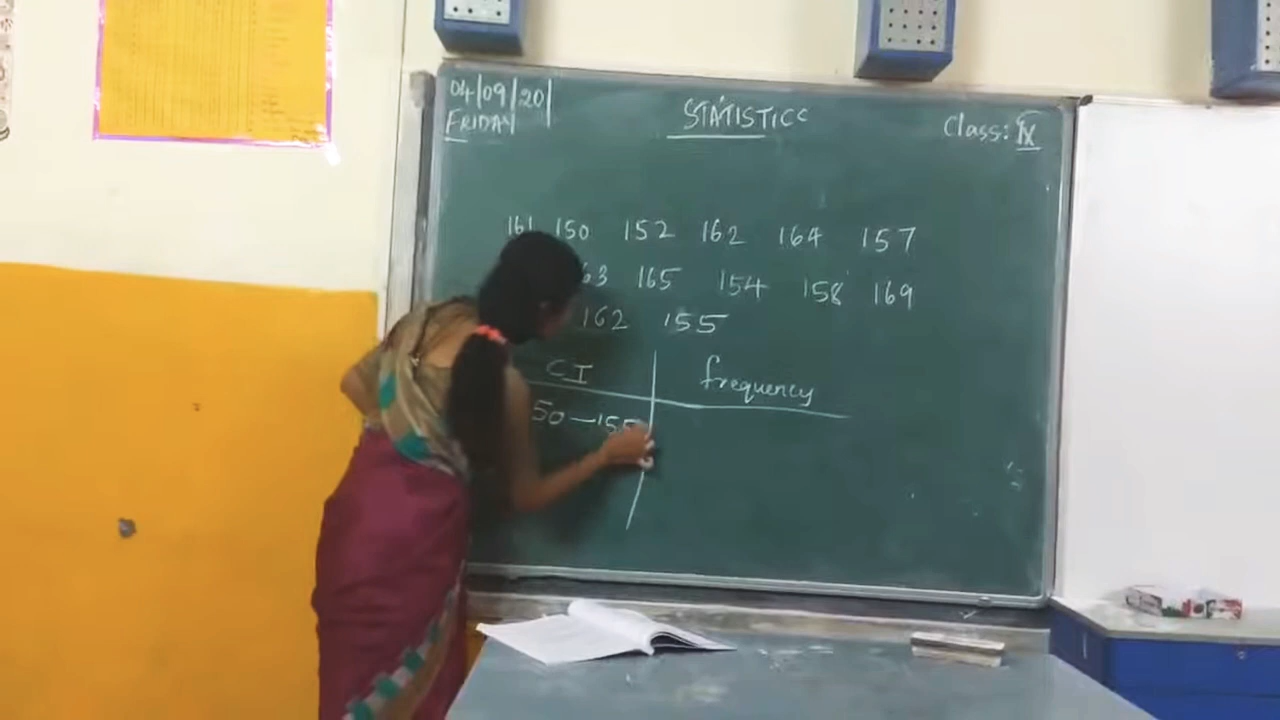 04/09/20
STATISTICS
Class: IX
FRIDAY
161 150 152 162 164 157
63 165 154 158 169
162 155
CI frequency
50 — 155